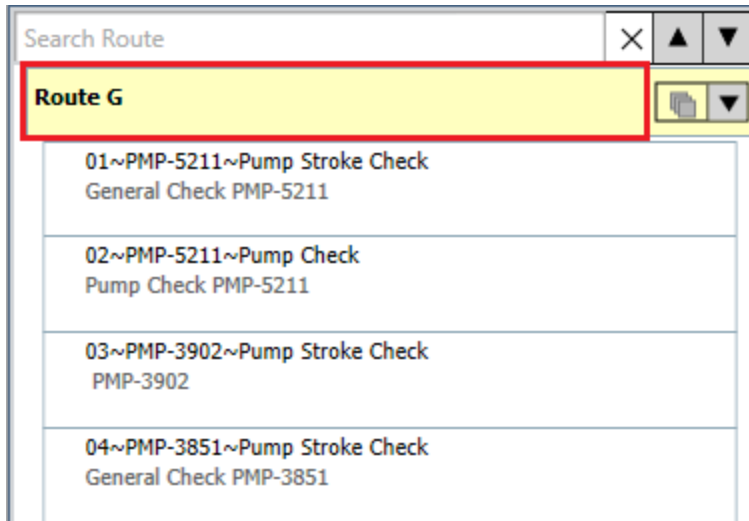 Search Route
Route G
01~PMP-5211~Pump Stroke Check
General Check PMP-5211
02~PMP-5211~Pump Check
Pump Check PMP-5211
03~PMP-3902~Pump Stroke Check
PMP-3902
04~PMP-3851~Pump Stroke Check
General Check PMP-3851